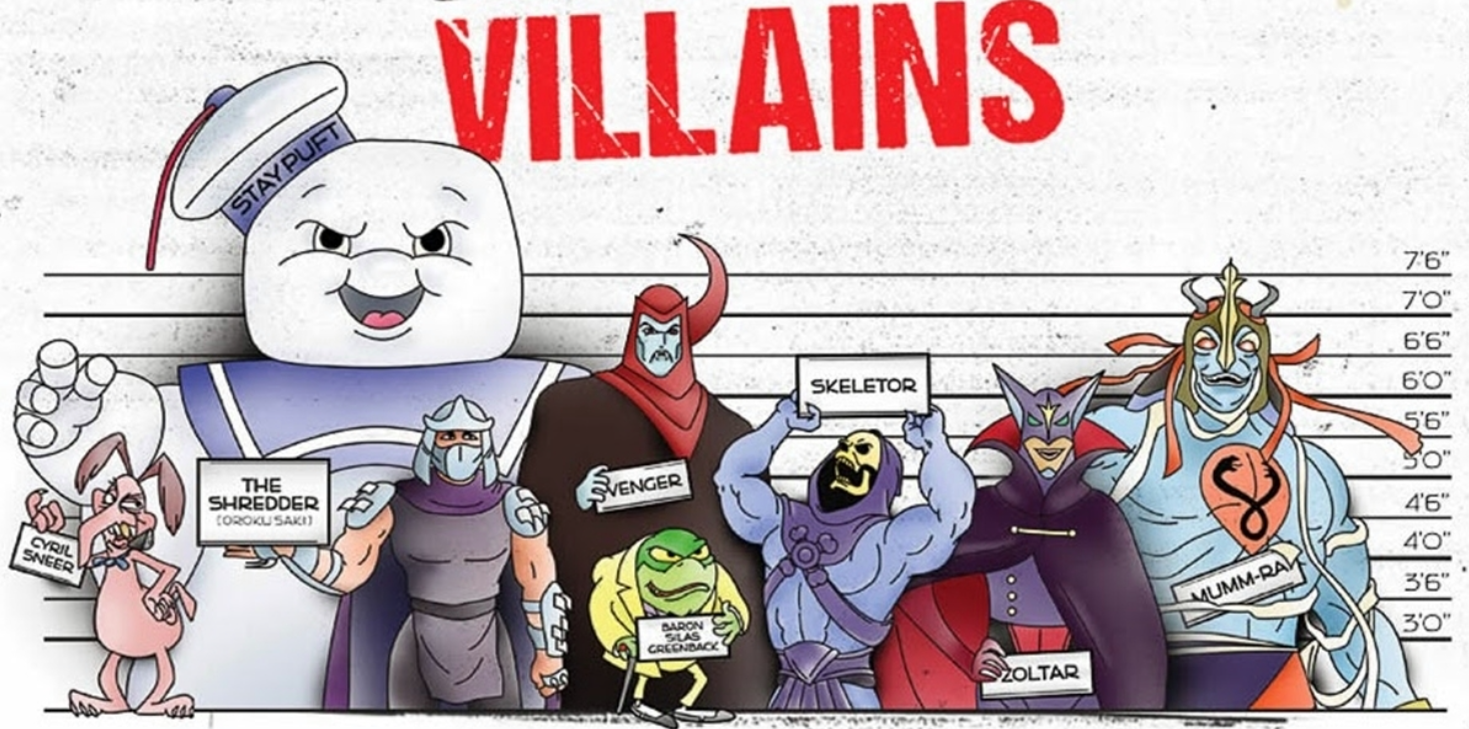 VILLAINS
STAY PUFT
7'6"
7'0"
6'6"
6'0"
5'6"
5'0"
4'6"
4'0"
3'6"
3'0"
CYRIL
SNEER
THE
SHREDDER
(OROKU SAKI)
VENGER
BARON
SILAS
GREENBACK
SKELETOR
ZOLTAR
MUMM-RAY